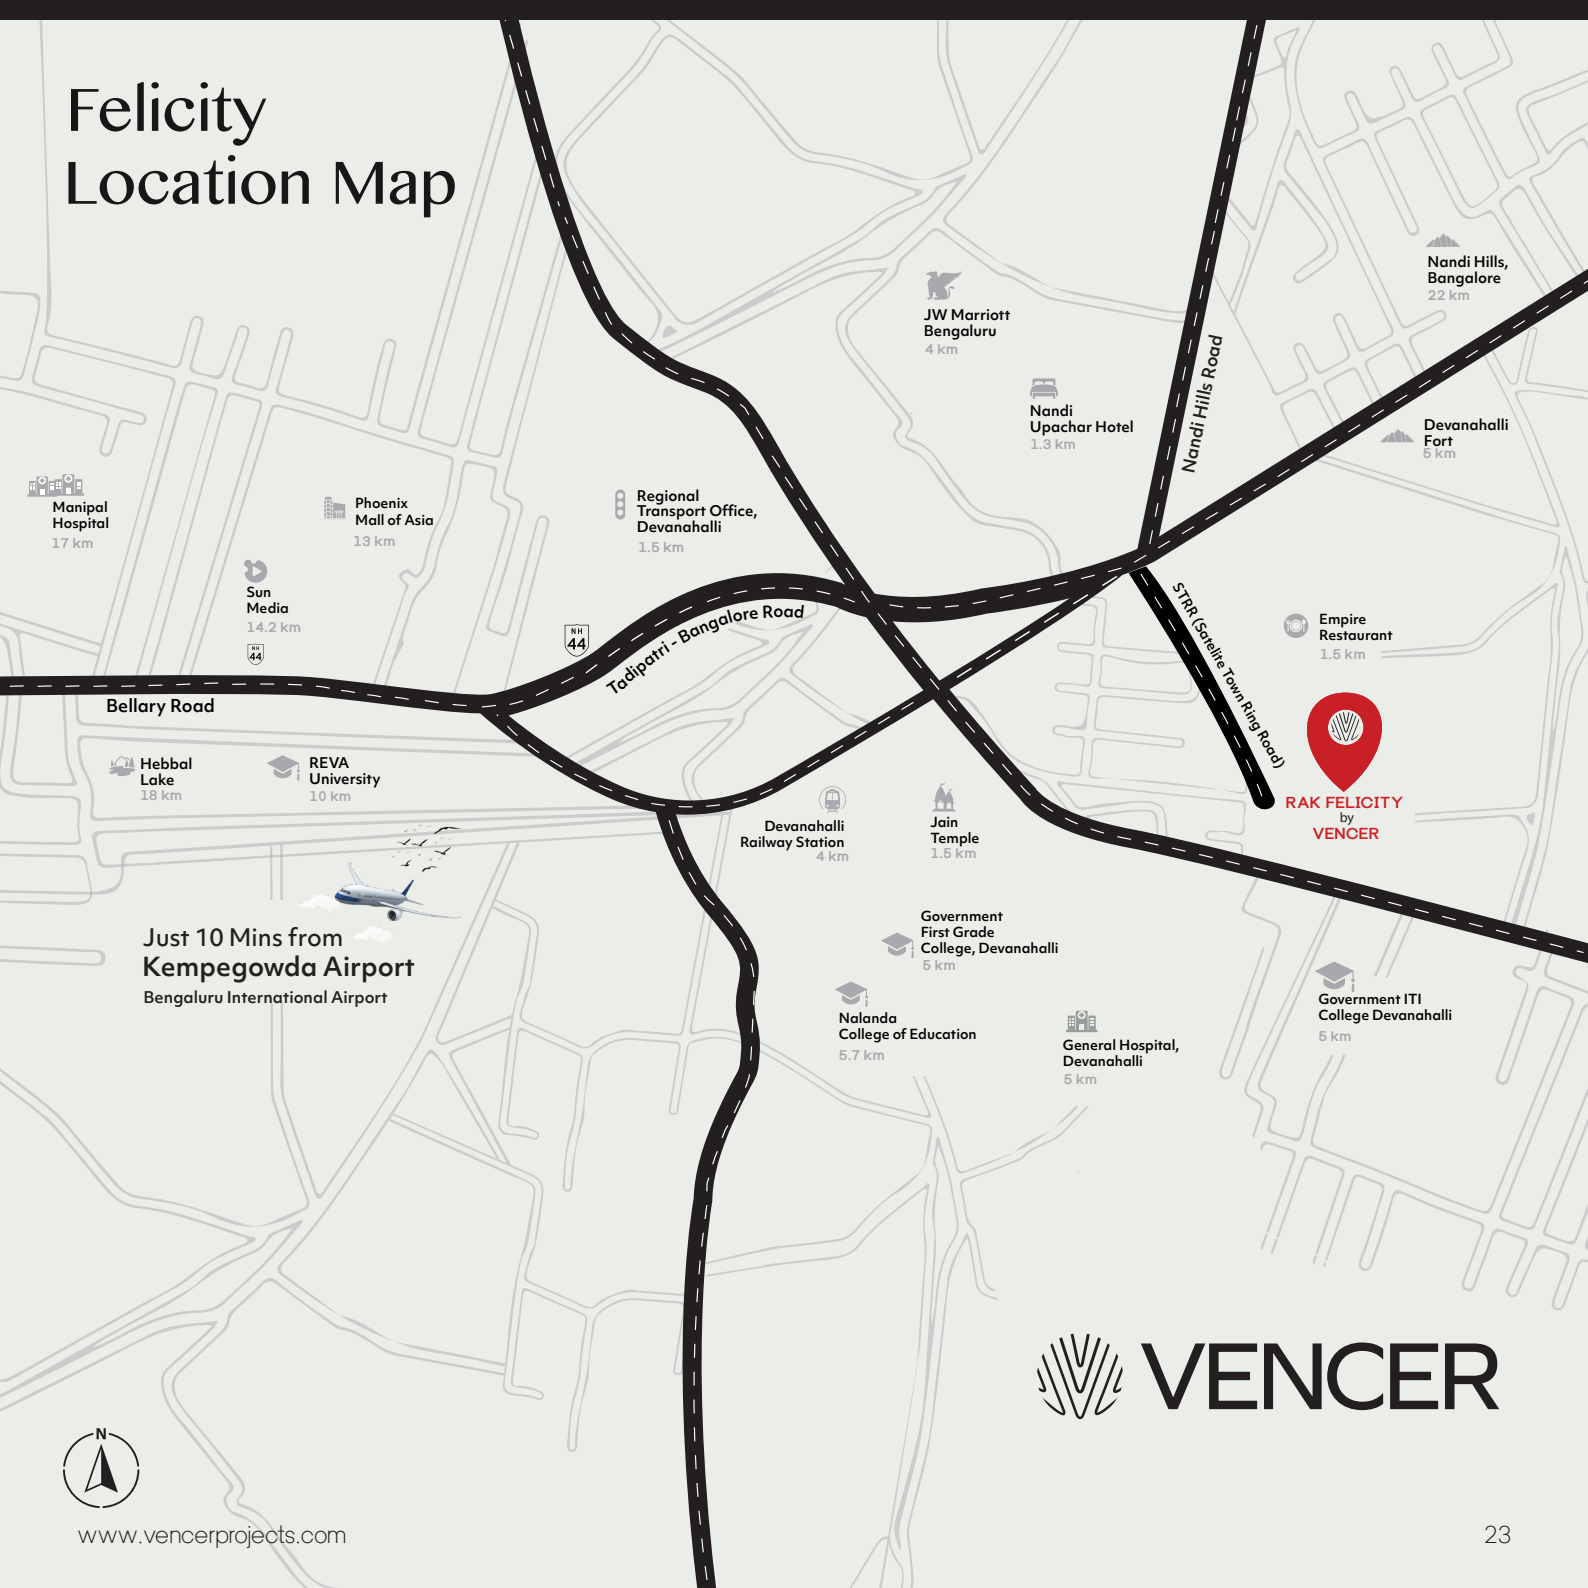 Felicity
Location Map
Nandi Hills,
Bangalore
22 km
JW Marriott
Bengaluru
4 km
Nandi Hills Road
Nandi
Upachar Hotel
1.3 km
Devanahalli
Fort
5 km
Manipal
Hospital
17 km
Phoenix
Mall of Asia
13 km
Regional
Transport Office,
Devanahalli
1.5 km
Sun
Media
14.2 km
NH
44
NH
44
Tadipatri - Bangalore Road
STRR (Satelite Town Ring Road)
Empire
Restaurant
1.5 km
Bellary Road
Hebbal
Lake
18 km
REVA
University
10 km
RAK FELICITY
by
VENCER
Devanahalli
Railway Station
4 km
Jain
Temple
1.5 km
Just 10 Mins from
Kempegowda Airport
Bengaluru International Airport
Government
First Grade
College, Devanahalli
5 km
Nalanda
College of Education
5.7 km
General Hospital,
Devanahalli
5 km
Government ITI
College Devanahalli
5 km
VENCER
N
www.vencerprojects.com
23